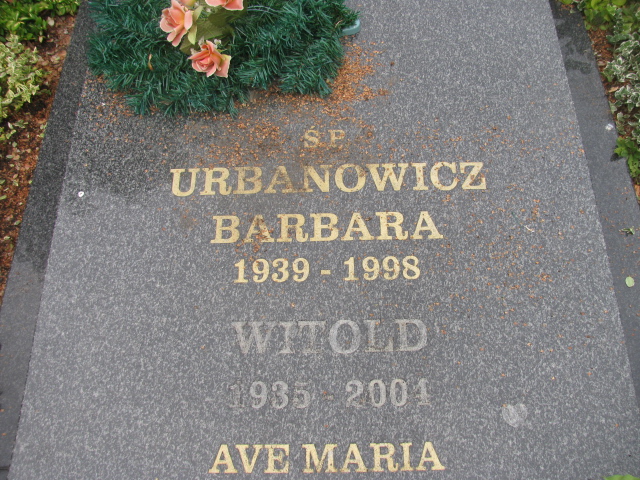 Ś.P.
URBANOWICZ
BARBARA
1939 - 1998
WITOLD
1935 - 2004
AVE MARIA